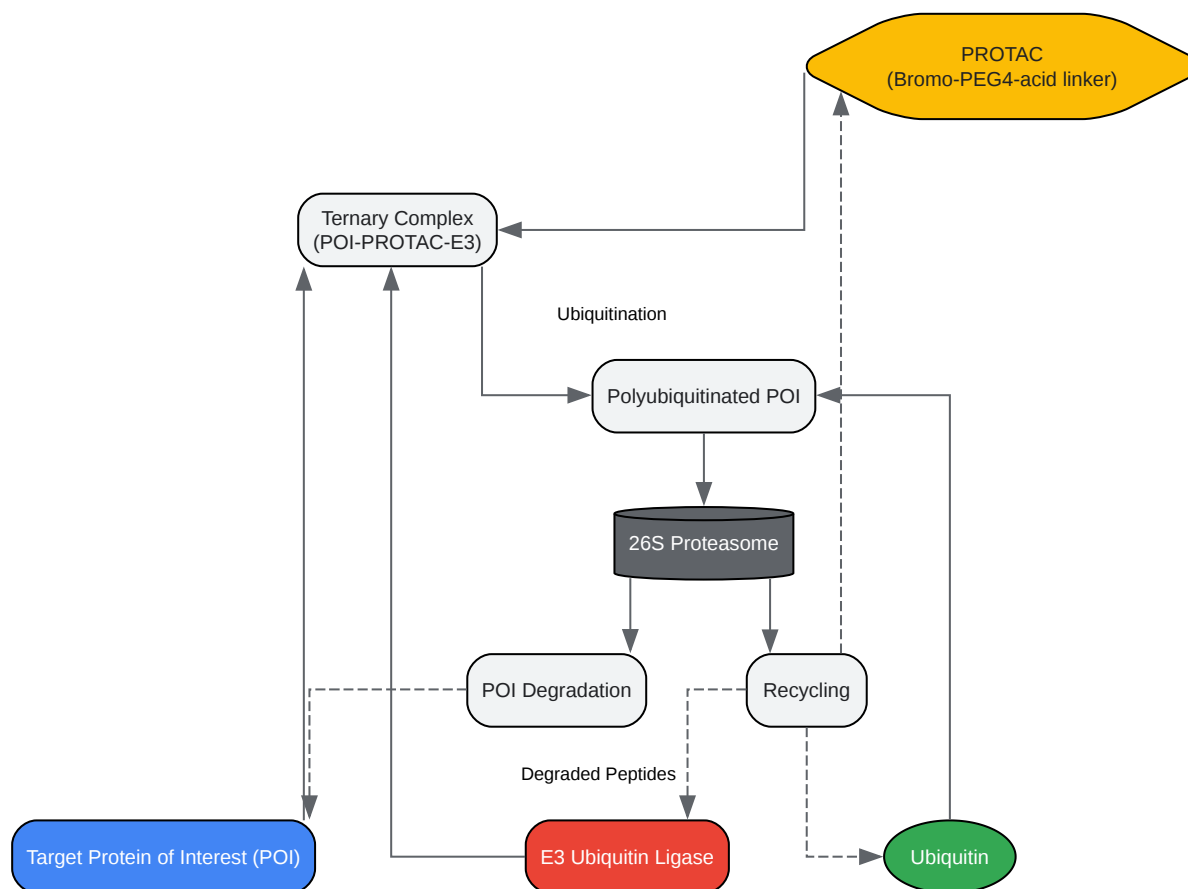 PROTAC
(Bromo-PEG4-acid linker)
Ternary Complex
(POI-PROTAC-E3)
Ubiquitination
Polyubiquitinated POI
26S Proteasome
POI Degradation
Recycling
Degraded Peptides
Target Protein of Interest (POI)
E3 Ubiquitin Ligase
Ubiquitin